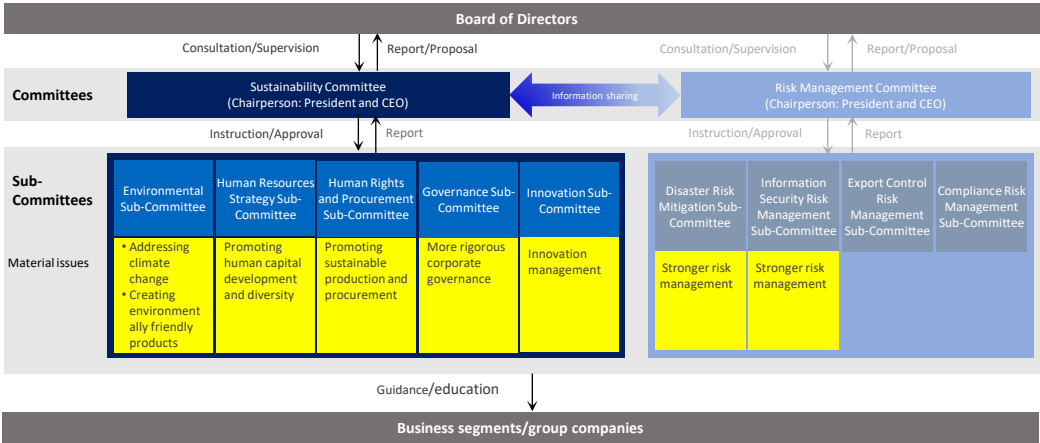 Board of Directors
Consultation/Supervision
Report/Proposal
Consultation/Supervision
Report/Proposal
Committees
Sustainability Committee
(Chairperson: President and CEO)
Information sharing
Risk Management Committee
(Chairperson: President and CEO)
Instruction/Approval
Report
Instruction/Approval
Report
Sub-
Committees
Environmental
Sub-Committee
Human Resources
Strategy Sub-
Committee
Human Rights
and Procurement
Sub-Committee
Governance Sub-
Committee
Innovation Sub-
Committee
Disaster Risk
Mitigation Sub-
Committee
Information
Security Risk
Management
Sub-Committee
Export Control
Risk
Management
Sub-Committee
Compliance Risk
Management
Sub-Committee
Material issues
• Addressing
climate
change
• Creating
environment
ally friendly
products
Promoting
human capital
development
and diversity
Promoting
sustainable
production and
procurement
More rigorous
corporate
governance
Innovation
management
Stronger risk
management
Stronger risk
management
Guidance/education
Business segments/group companies